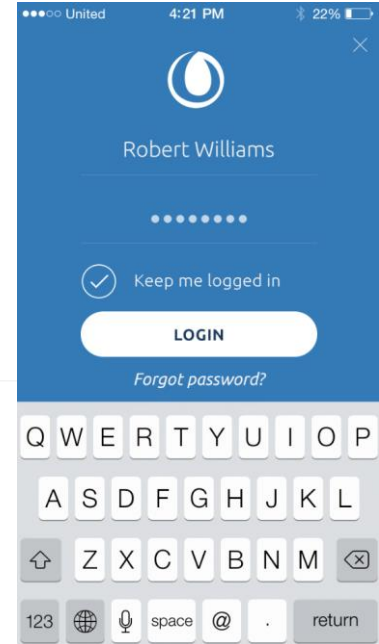 United 4:21 PM 22%
Robert Williams
••••••••
Keep me logged in
LOGIN
Forgot password?
Q W E R T Y U I O P
A S D F G H J K L
Z X C V B N M
123 space @ . return